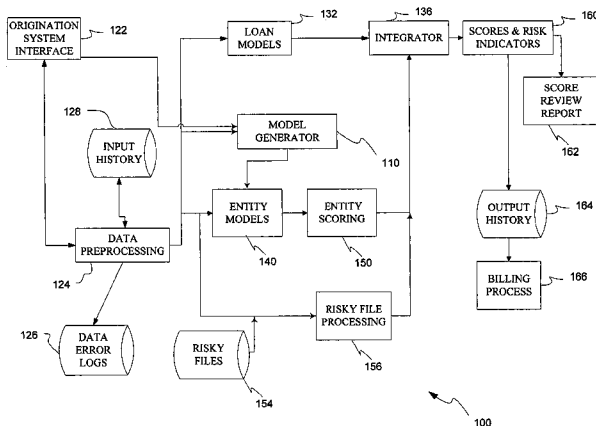 ORIGINATION
SYSTEM
INTERFACE
122
LOAN
MODELS
132
INTEGRATOR
136
SCORES & RISK
INDICATORS
160
SCORE
REVIEW
REPORT
162
128
INPUT
HISTORY
MODEL
GENERATOR
110
ENTITY
MODELS
140
ENTITY
SCORING
150
OUTPUT
HISTORY
164
DATA
PREPROCESSING
124
BILLING
PROCESS
166
RISKY FILE
PROCESSING
156
126
DATA
ERROR
LOGS
RISKY
FILES
154
100